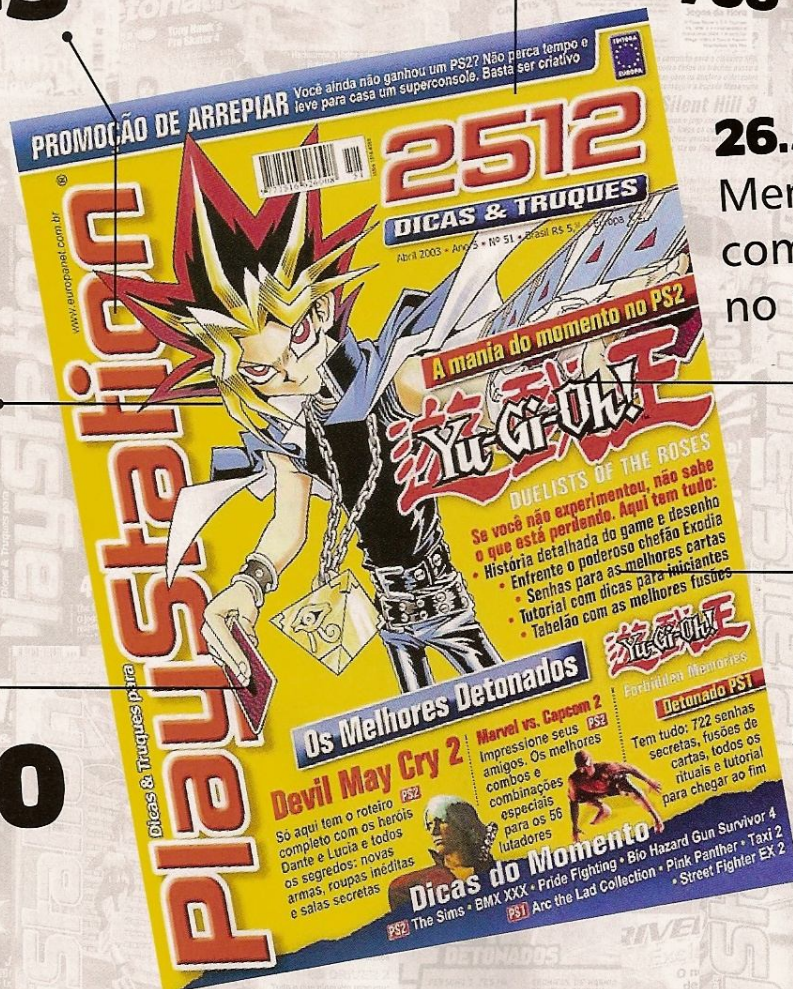 26.
Men
com
no
O
PROMOÇÃO DE ARREPIAR
Você ainda não ganhou um PS2? Não perca tempo e
leve para casa um superconsole. Basta ser criativo
EDITORA
EUROPA
www.europanet.com.br
2512
DICAS & TRUQUES
Abril 2003 • Ano 5 • Nº 51 • Brasil R$ 5,
Europa
Dicas & Truques para
PlayStation
®
A mania do momento no PS2
遊戯王
Yu-Gi-Oh!
DUELISTS OF THE ROSES
Se você não experimentou, não sabe
o que está perdendo. Aqui tem tudo:
• História detalhada do game e desenho
• Enfrente o poderoso chefão Exodia
• Senhas para as melhores cartas
• Tutorial com dicas para iniciantes
• Tabelão com as melhores fusões
Os Melhores Detonados
Devil May Cry 2
PS2
Só aqui tem o roteiro
completo com os heróis
Dante e Lucia e todos
os segredos: novas
armas, roupas inéditas
e salas secretas
Marvel vs. Capcom 2
PS2
Impressione seus
amigos. Os melhores
combos e
combinações
especiais
para os 56
lutadores
Yu-Gi-Oh!
Forbidden Memories
Detonado PS1
Tem tudo: 722 senhas
secretas, fusões de
cartas, todos os
rituais e tutorial
para chegar ao fim
Dicas do Momento
PS2 The Sims • BMX XXX • Pride Fighting • Bio Hazard Gun Survivor 4
PS1 Arc the Lad Collection • Pink Panther • Taxi 2
• Street Fighter EX 2
Silent Hill 3
DETONADOS